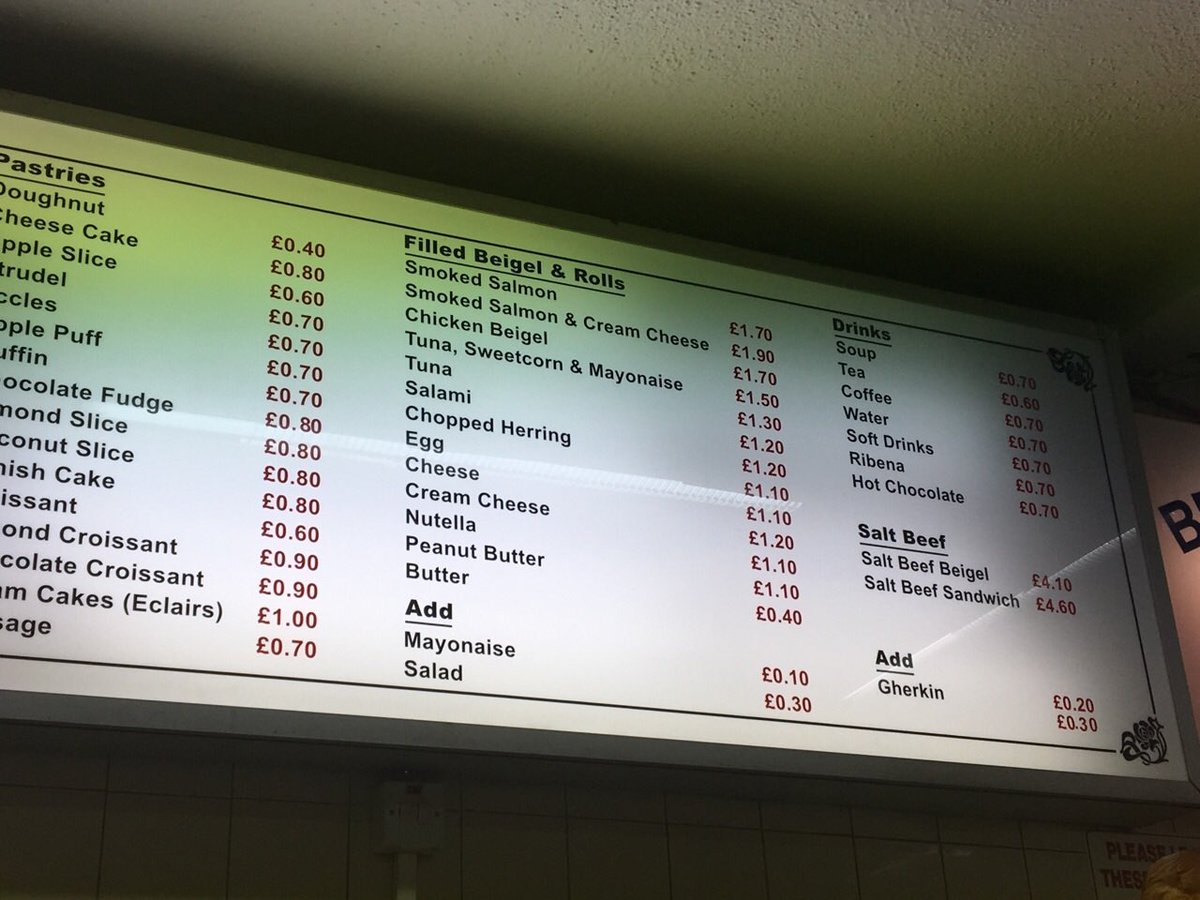 Pastries
Doughnut £0.40
Cheese Cake £0.80
pple Slice £0.60
trudel £0.70
ccles £0.70
pple Puff £0.70
uffin £0.70
ocolate Fudge £0.80
mond Slice £0.80
conut Slice £0.80
nish Cake £0.80
issant £0.60
ond Croissant £0.90
colate Croissant £0.90
am Cakes (Eclairs) £1.00
sage £0.70
Filled Beigel & Rolls
Smoked Salmon £1.70
Smoked Salmon & Cream Cheese £1.90
Chicken Beigel £1.70
Tuna, Sweetcorn & Mayonaise £1.50
Tuna £1.30
Salami £1.20
Chopped Herring £1.20
Egg £1.10
Cheese £1.10
Cream Cheese £1.20
Nutella £1.10
Peanut Butter £1.10
Butter £0.40
Add
Mayonaise £0.10
Salad £0.30
Drinks
Soup £0.70
Tea £0.60
Coffee £0.70
Water £0.70
Soft Drinks £0.70
Ribena £0.70
Hot Chocolate £0.70
Salt Beef
Salt Beef Beigel £4.10
Salt Beef Sandwich £4.60
Add
Gherkin £0.20
£0.30
PLEASE
THESE